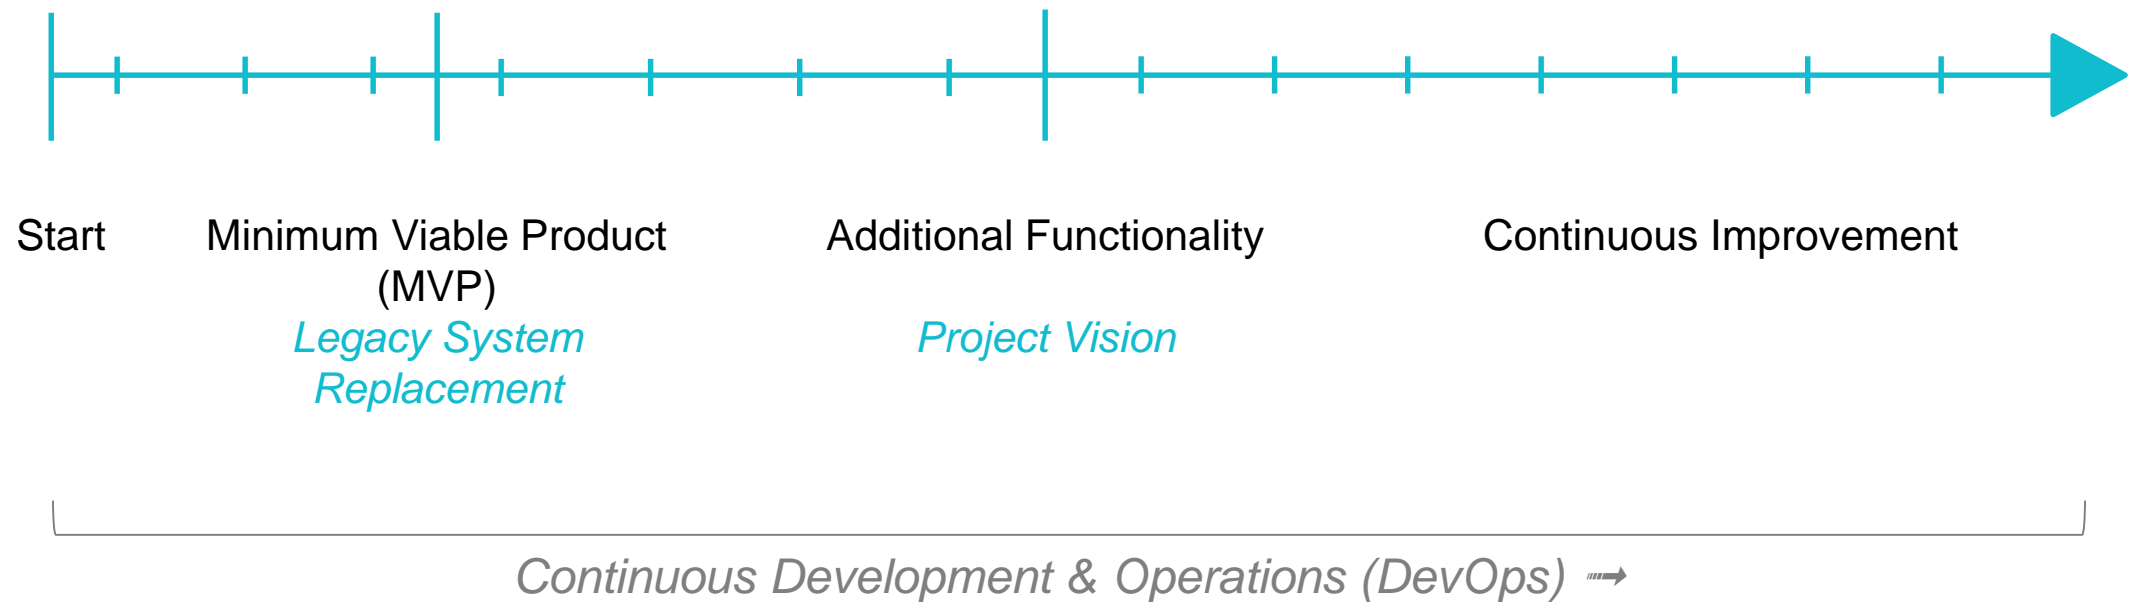 Start
Minimum Viable Product
(MVP)
Legacy System
Replacement
Additional Functionality
Project Vision
Continuous Improvement
Continuous Development & Operations (DevOps) ➟